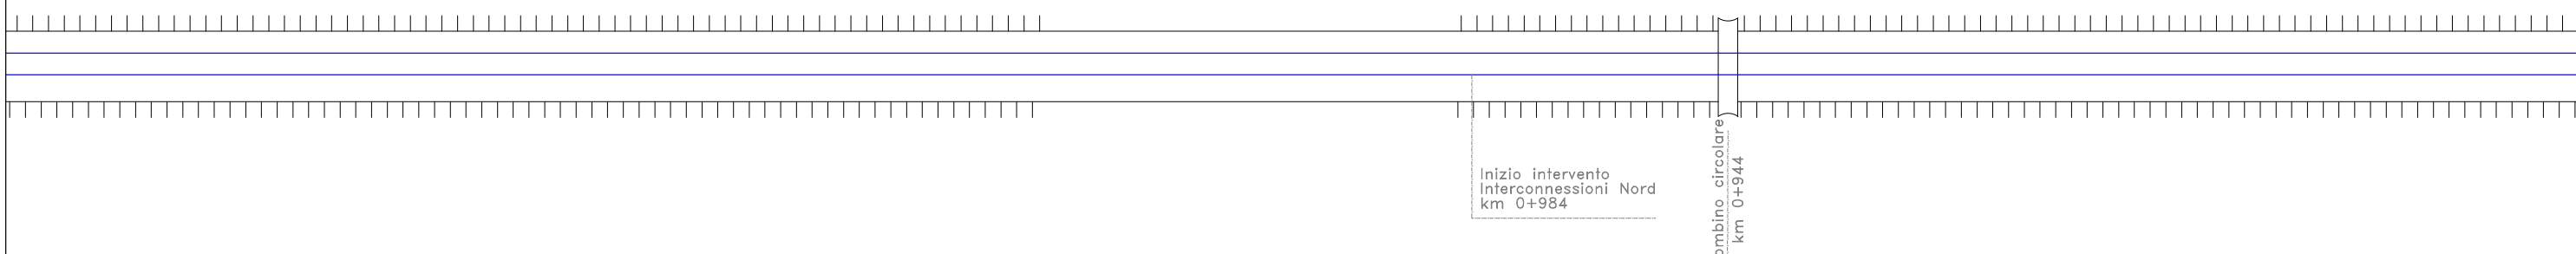 Inizio intervento
Interconnessioni Nord
km 0+984
circolare
km 0+944